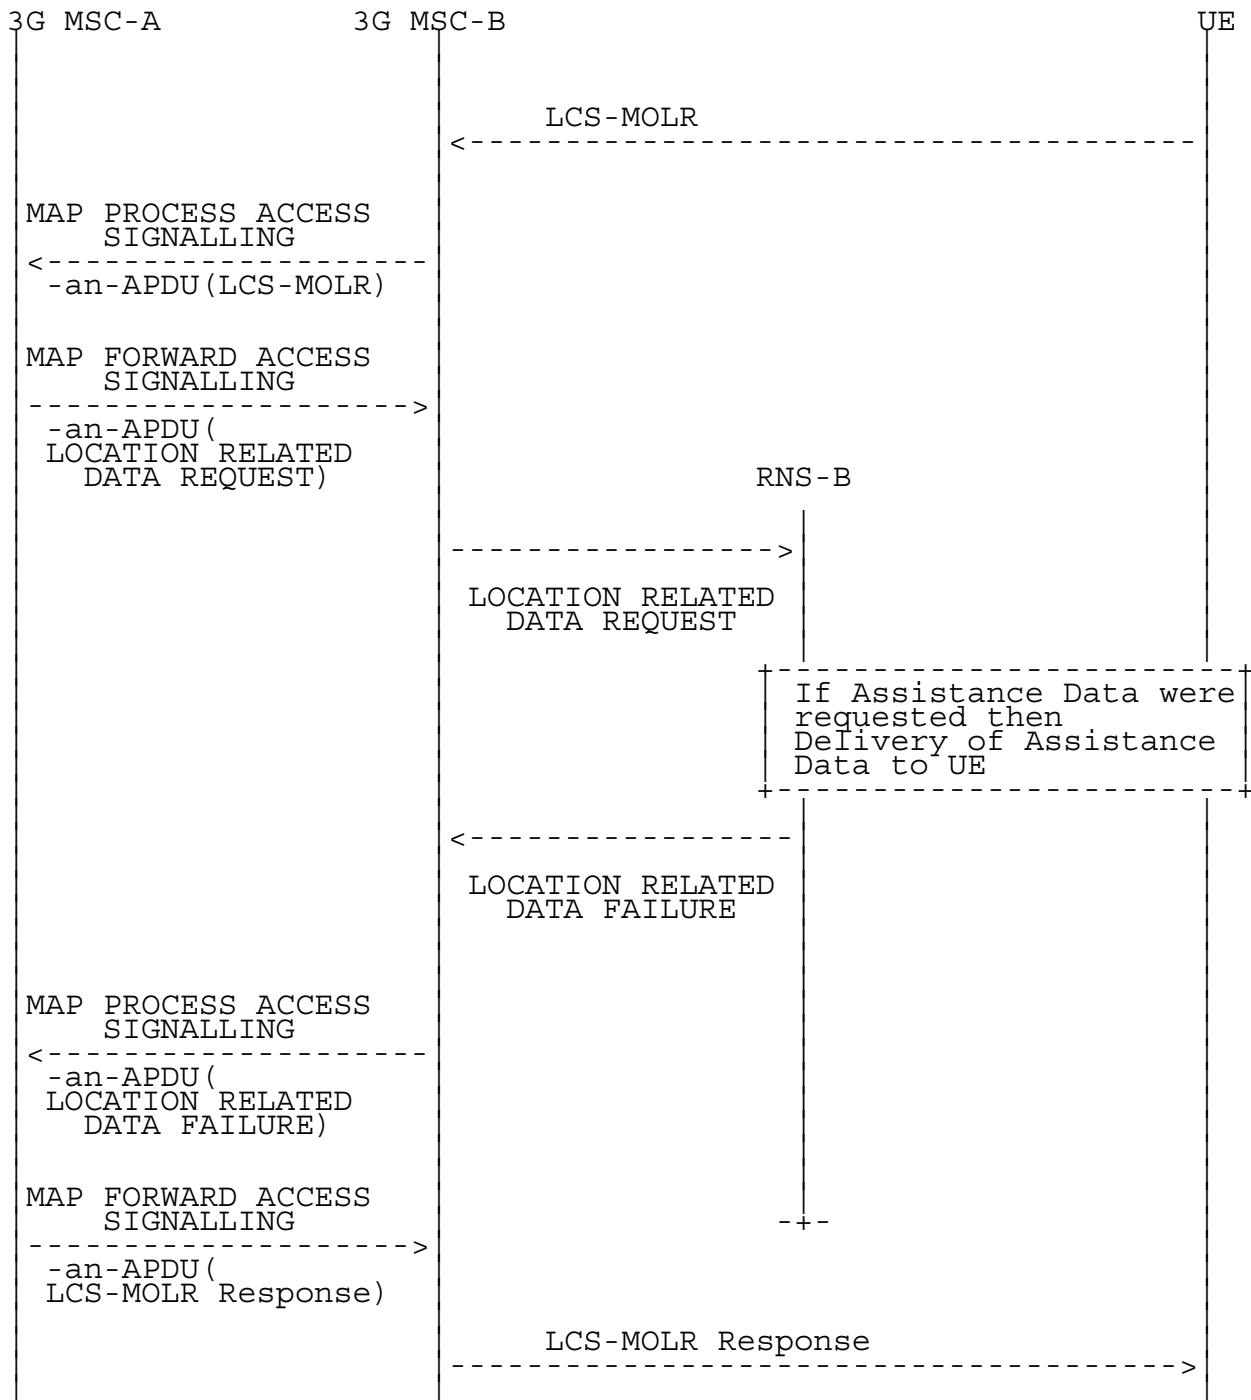 3G MSC-A 3G MSC-B UE
LCS-MOLR
MAP PROCESS ACCESS
SIGNALLING
-an-APDU(LCS-MOLR)
MAP FORWARD ACCESS
SIGNALLING
-an-APDU(
LOCATION RELATED
DATA REQUEST)
RNS-B
LOCATION RELATED
DATA REQUEST
If Assistance Data were
requested then
Delivery of Assistance
Data to UE
LOCATION RELATED
DATA FAILURE
MAP PROCESS ACCESS
SIGNALLING
-an-APDU(
LOCATION RELATED
DATA FAILURE)
MAP FORWARD ACCESS
SIGNALLING
-an-APDU(
LCS-MOLR Response)
LCS-MOLR Response